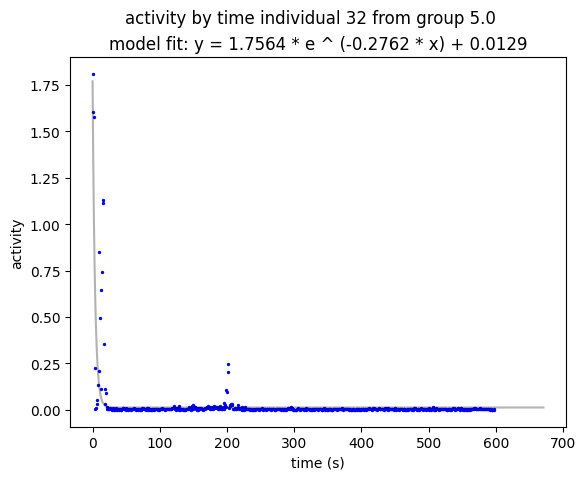 activity by time individual 32 from group 5.0
model fit: y = 1.7564 * e ^ (-0.2762 * x) + 0.0129
1.75
1.50
1.25
1.00
0.75
0.50
0.25
0.00
activity
0 100 200 300 400 500 600 700
time (s)